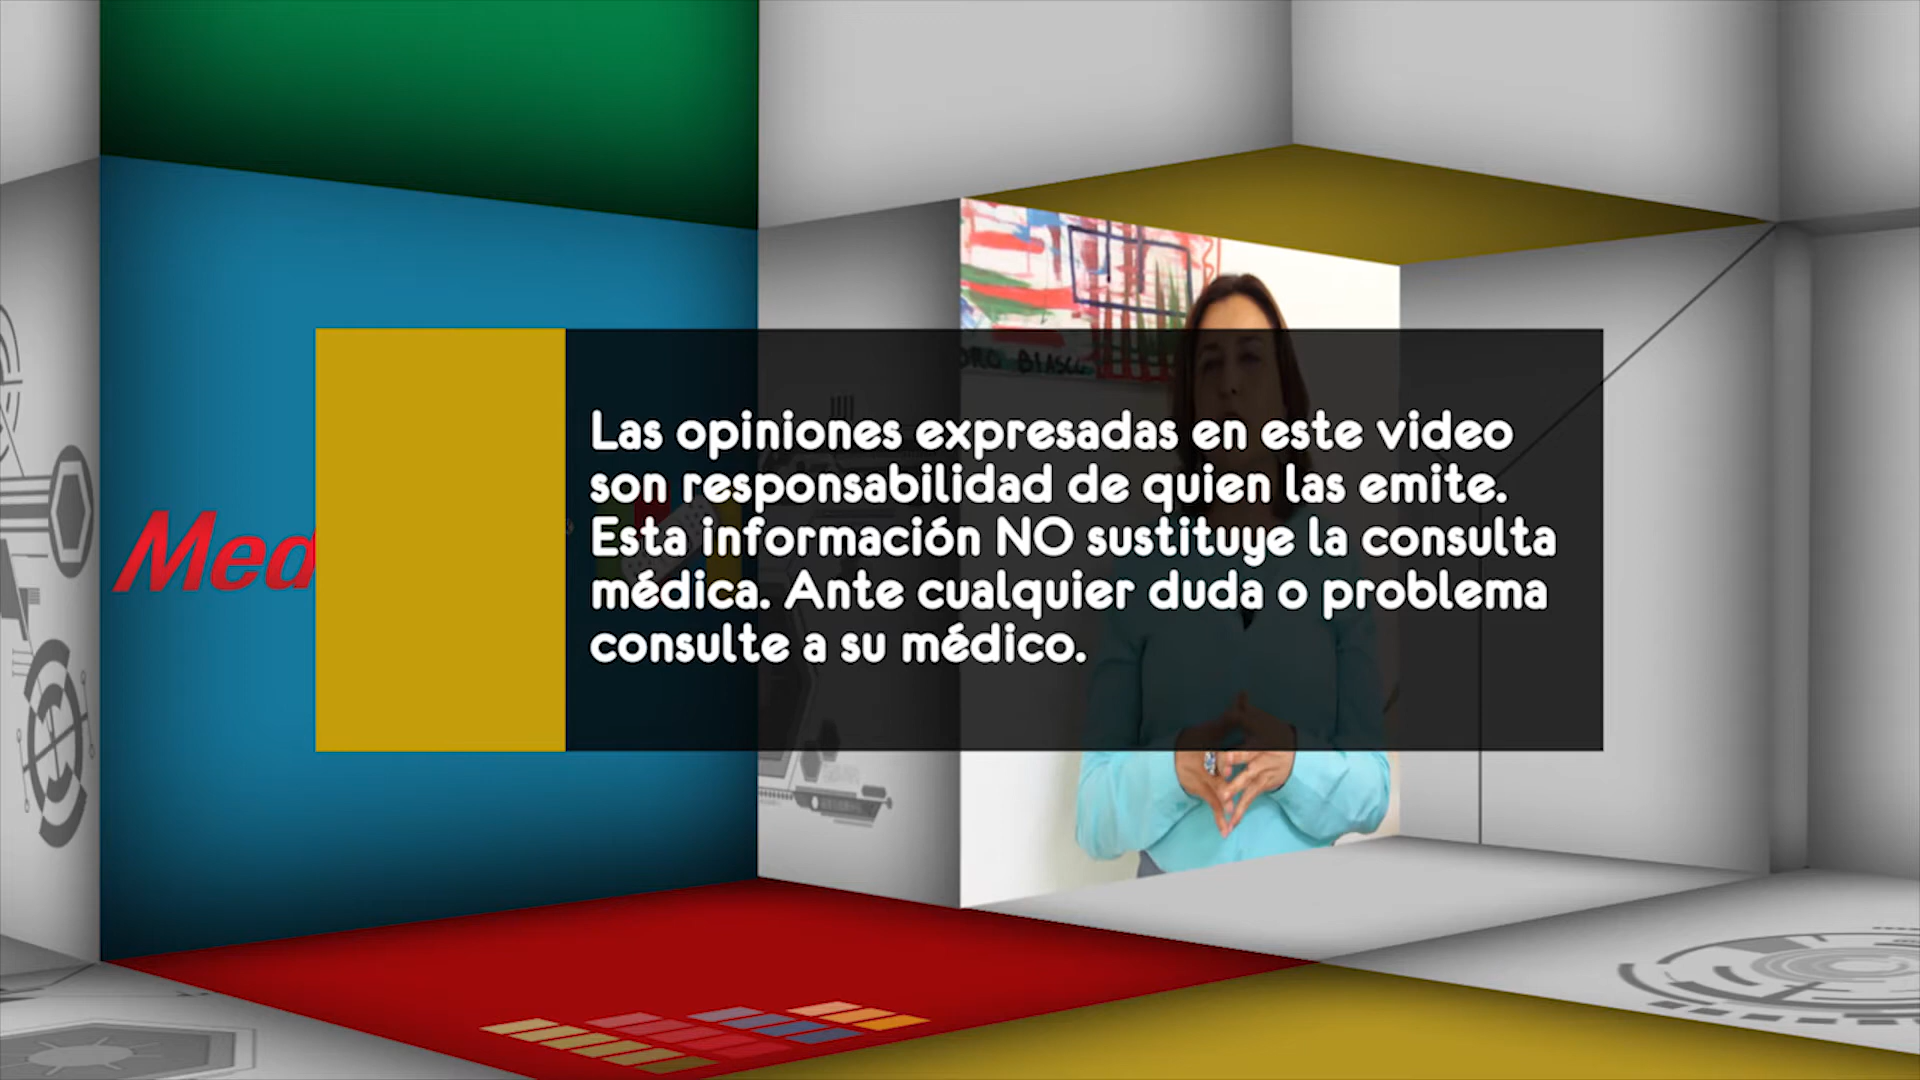 Las opiniones expresadas en este video
son responsabilidad de quien las emite.
Esta información NO sustituye la consulta
médica. Ante cualquier duda o problema
consulte a su médico.
Med
BIASCO